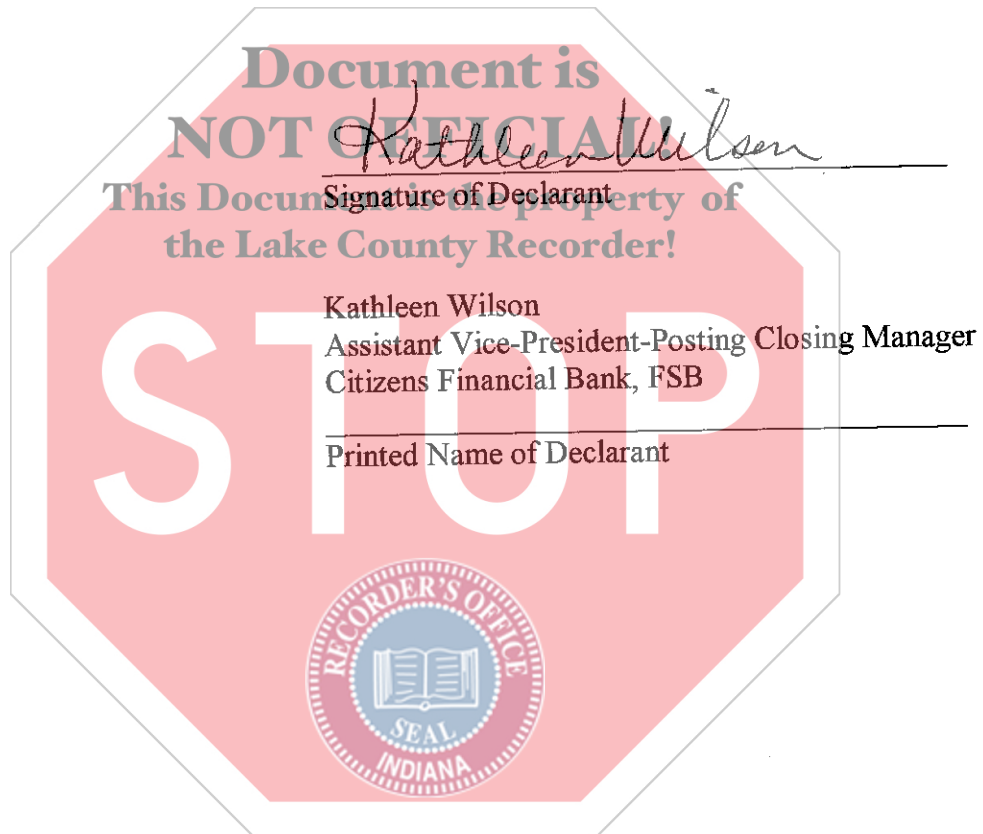 Document is
NOT OFFICIAL!
Kathleen Wilson
This Document is the property of
Signature of Declarant
the Lake County Recorder!
Kathleen Wilson
Assistant Vice-President-Posting Closing Manager
Citizens Financial Bank, FSB
Printed Name of Declarant
STOP
RECORDER'S OFFICE
SEAL
INDIANA